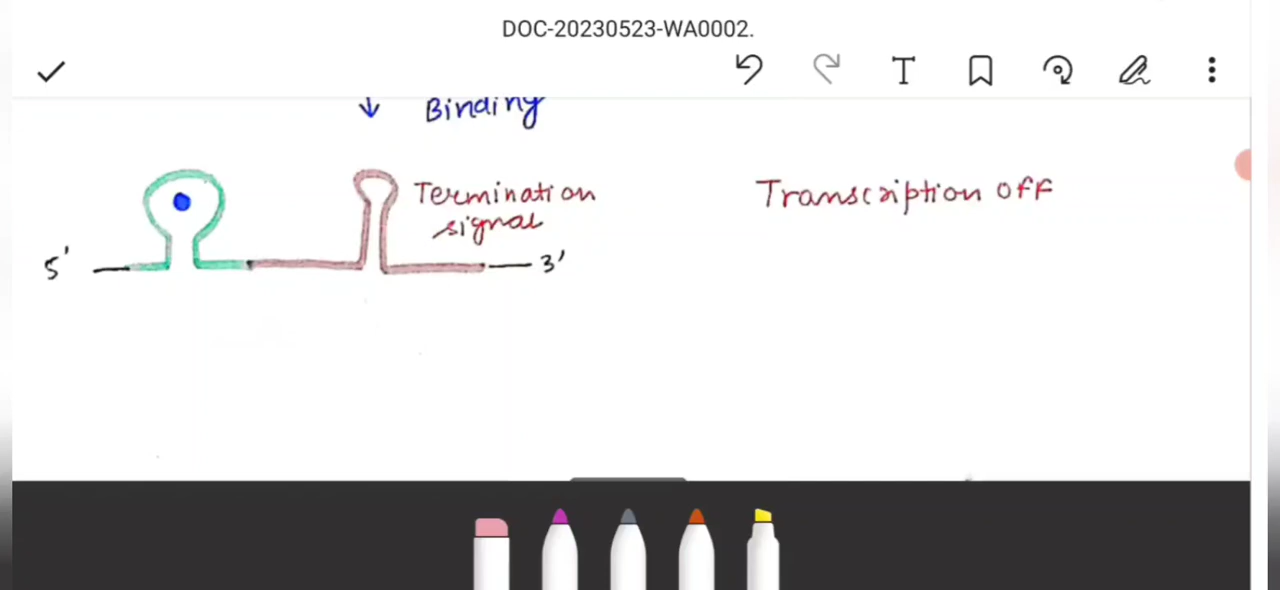 DOC-20230523-WA0002.
T
Binding
Termination
signal
Transcription off
5'
3'